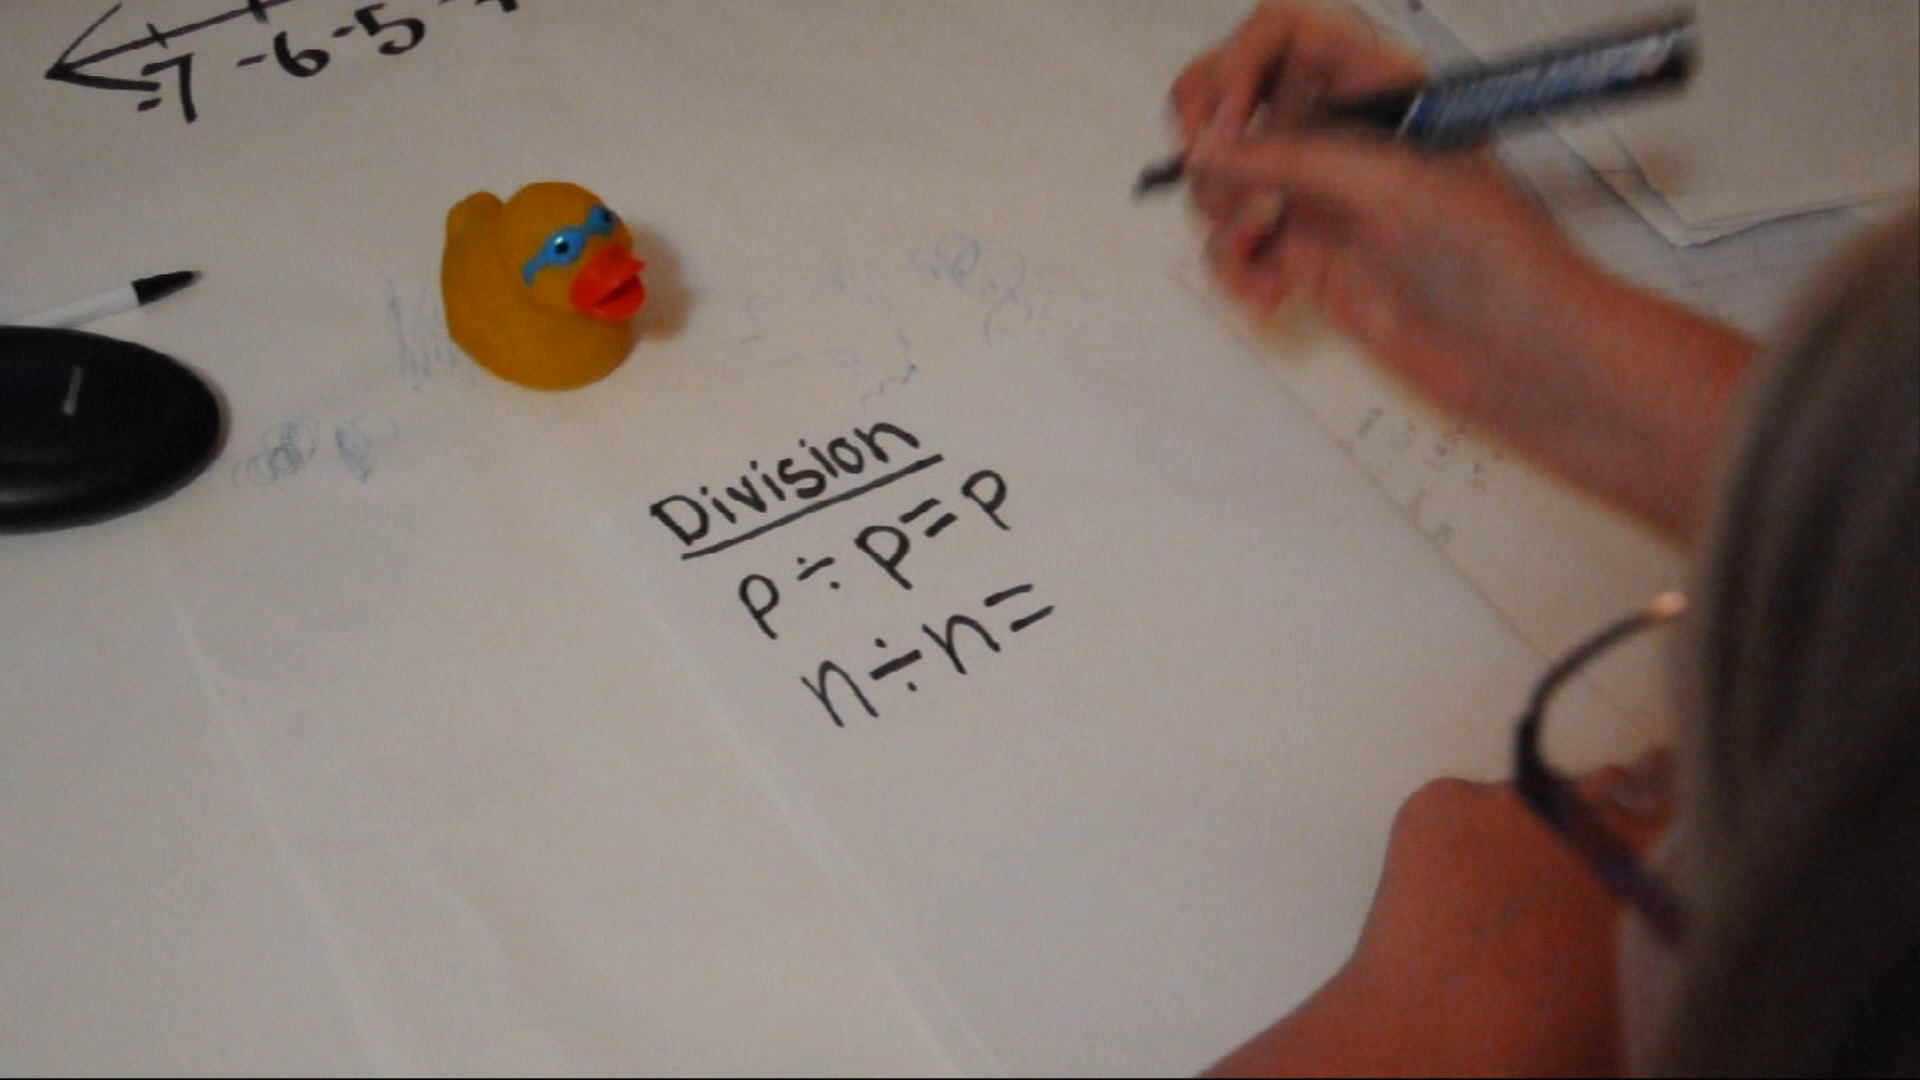 -7 -6 -5
Division
p ÷ p = p
n ÷ n =